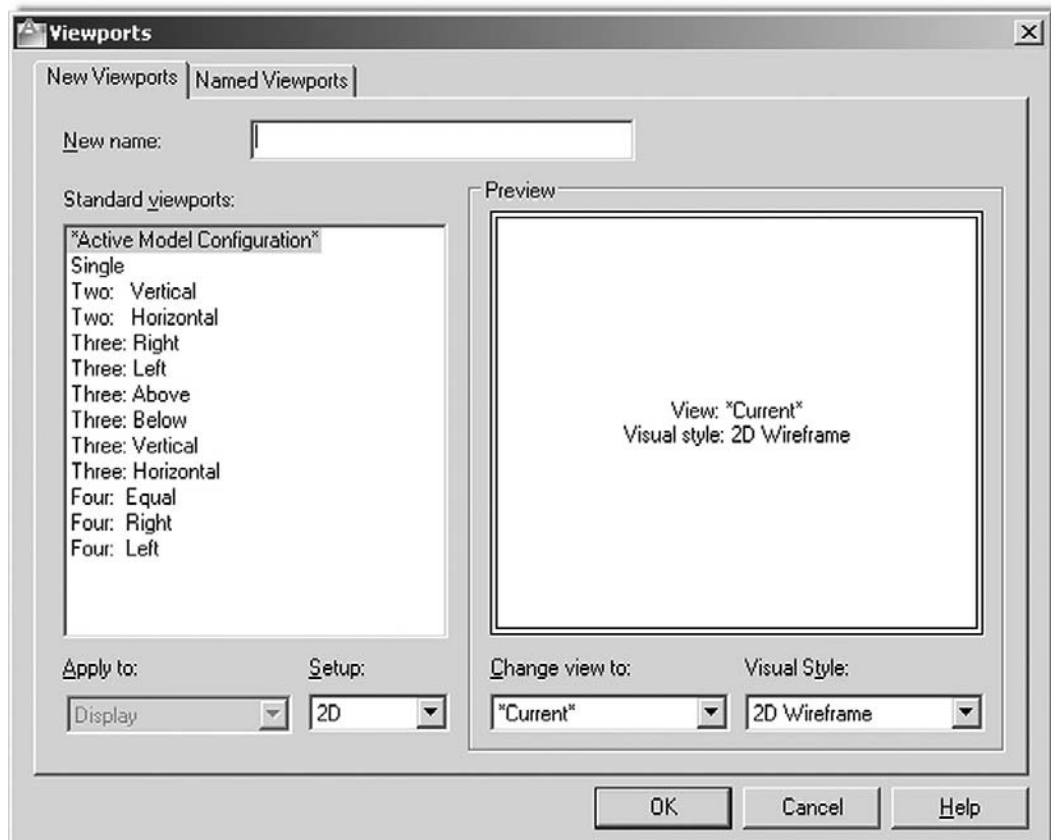 Viewports
New Viewports
Named Viewports
New name:
Standard viewports:
*Active Model Configuration*
Single
Two: Vertical
Two: Horizontal
Three: Right
Three: Left
Three: Above
Three: Below
Three: Vertical
Three: Horizontal
Four: Equal
Four: Right
Four: Left
Apply to:
Display
Setup:
2D
Preview
View: *Current*
Visual style: 2D Wireframe
Change view to:
*Current*
Visual Style:
2D Wireframe
OK
Cancel
Help